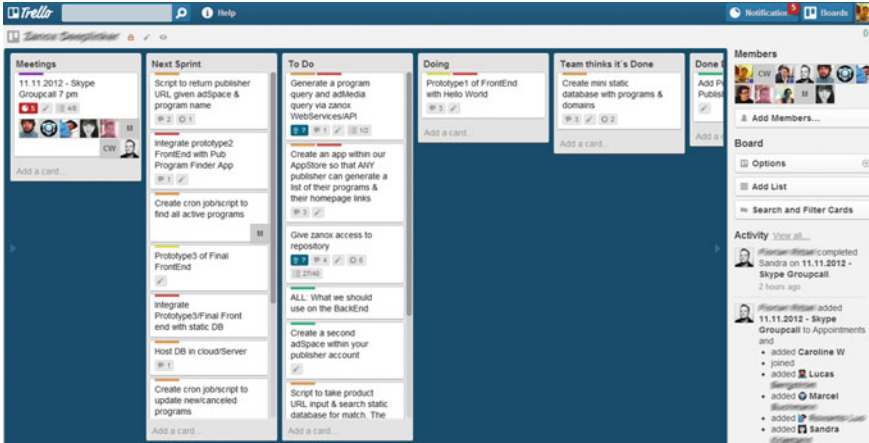 Trello
Help
Notifications
5
Boards
Meetings
11.11.2012 - Skype
Groupcall 7 pm
5
4/8
M
CW
Add a card...
Next Sprint
Script to return publisher
URL given adSpace &
program name
2
1
Integrate prototype2
FrontEnd with Pub
Program Finder App
1
Create cron job/script to
find all active programs
M
Prototype3 of Final
FrontEnd
Integrate
Prototype3/Final Front
end with static DB
Host DB in cloud/Server
1
Create cron job/script to
update new/canceled
programs
Add a card...
To Do
Generate a program
query and adMedia
query via zanox
WebServices/API
7
1
1/2
Create an app within our
AppStore so that ANY
publisher can generate a
list of their programs &
their homepage links
3
Give zanox access to
repository
7
4
6
27/40
ALL: What we should
use on the BackEnd
Create a second
adSpace within your
publisher account
Script to take product
URL input & search static
database for match. The
Add a card...
Doing
Prototype1 of FrontEnd
with Hello World
3
Add a card...
Team thinks it´s Done
Create mini static
database with programs &
domains
3
2
Add a card...
Done
Add P
Publis
Add a
Members
CW
M
Add Members...
Board
Options
Add List
Search and Filter Cards
Activity View all...
completed
Sandra on 11.11.2012 -
Skype Groupcall.
2 hours ago
added
11.11.2012 - Skype
Groupcall to Appointments
and
• added Caroline W
• joined
• added Lucas
• added Marcel
• added
• added Sandra